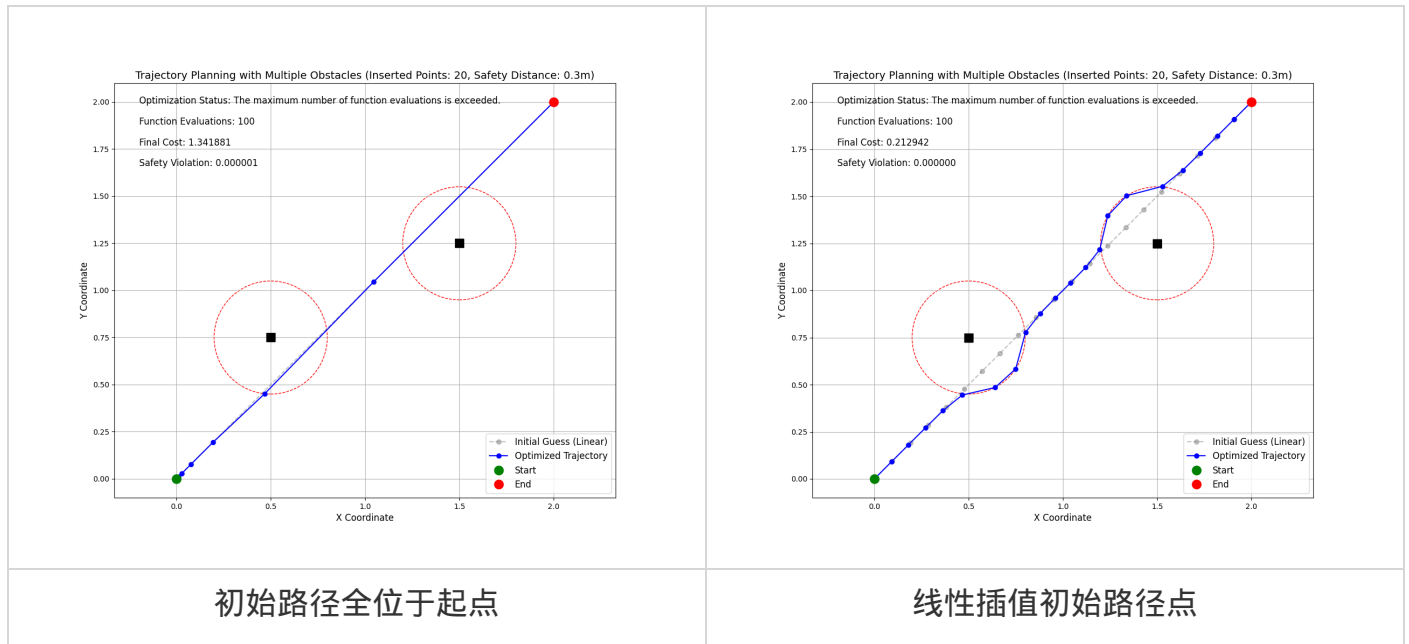 Trajectory Planning with Multiple Obstacles (Inserted Points: 20, Safety Distance: 0.3m)
Optimization Status: The maximum number of function evaluations is exceeded.
Function Evaluations: 100
Final Cost: 1.341881
Safety Violation: 0.000001
Y Coordinate
2.00
1.75
1.50
1.25
1.00
0.75
0.50
0.25
0.00
Initial Guess (Linear)
Optimized Trajectory
Start
End
0.0 0.5 1.0 1.5 2.0
X Coordinate
初始路径全位于起点
Trajectory Planning with Multiple Obstacles (Inserted Points: 20, Safety Distance: 0.3m)
Optimization Status: The maximum number of function evaluations is exceeded.
Function Evaluations: 100
Final Cost: 0.212942
Safety Violation: 0.000000
Y Coordinate
2.00
1.75
1.50
1.25
1.00
0.75
0.50
0.25
0.00
Initial Guess (Linear)
Optimized Trajectory
Start
End
0.0 0.5 1.0 1.5 2.0
X Coordinate
线性插值初始路径点